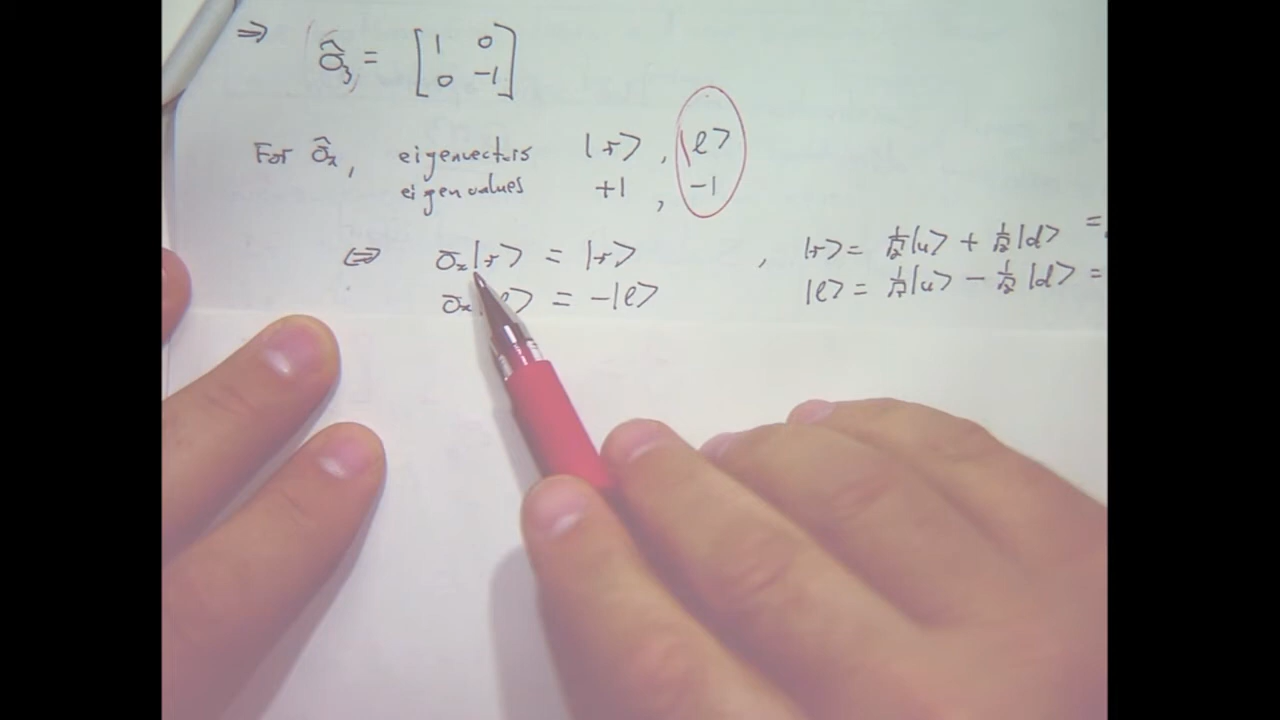 ⇒ σ̂₃ = [1 0; 0 -1]
For σ̂ₓ, eigenvectors |r>, |l>
eigenvalues +1, -1
⇔ σₓ|r> = |r>, |r> = 1/√2|u> + 1/√2|d> =
σₓ|l> = -|l> |l> = 1/√2|u> - 1/√2|d> =